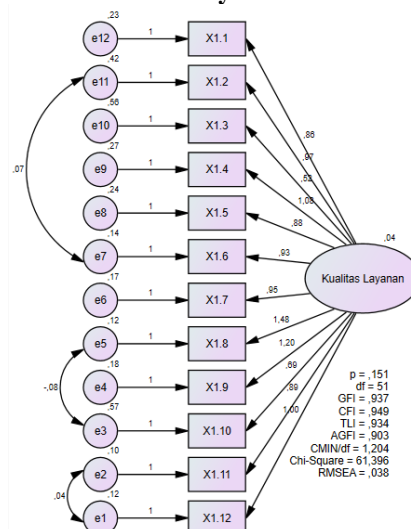 ,23
e12 1 X1.1
,42
e11 1 X1.2
,66
e10 1 X1.3
,27
e9 1 X1.4
,24
e8 1 X1.5
,14
e7 1 X1.6
,17
e6 1 X1.7
,12
e5 1 X1.8
,18
e4 1 X1.9
,57
e3 1 X1.10
,10
e2 1 X1.11
,12
e1 1 X1.12
,07
-,08
,04
,86
,97
,52
1,08
,88
,93
,95
1,48
1,20
,69
,89
1,00
,04
Kualitas Layanan
p = ,151
df = 51
GFI = ,937
CFI = ,949
TLI = ,934
AGFI = ,903
CMIN/df = 1,204
Chi-Square = 61,396
RMSEA = ,038